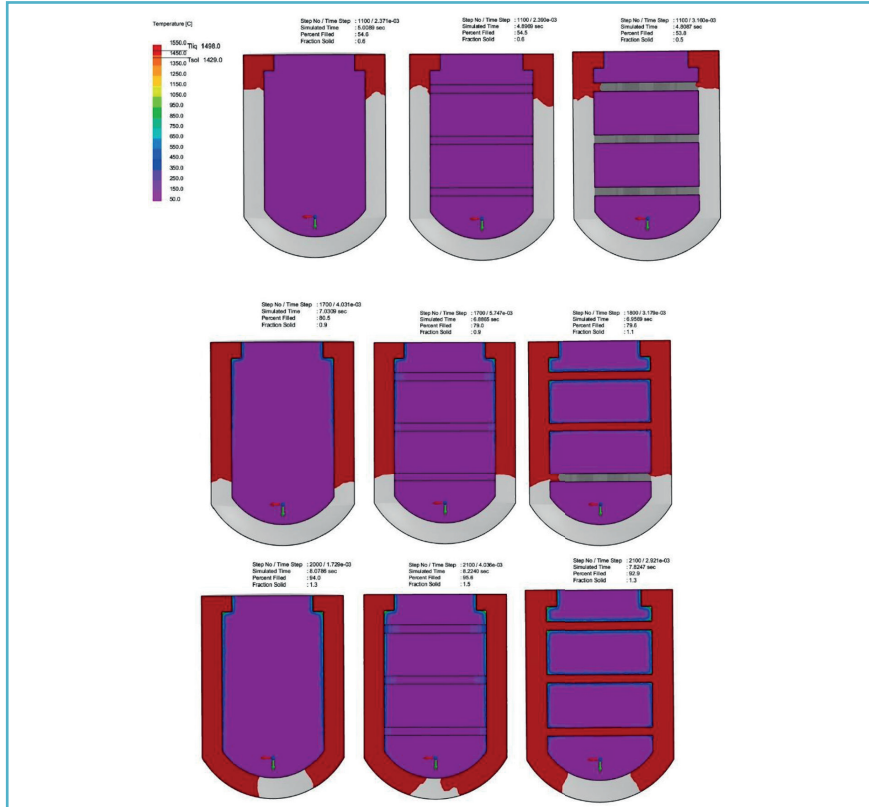 Temperature [C]
1550.0
Tliq 1498.0
1450.0
Tsol 1429.0
1350.0
1250.0
1150.0
1050.0
950.0
850.0
750.0
650.0
550.0
450.0
350.0
250.0
150.0
50.0
Step No / Time Step : 1100 / 2.371e-03
Simulated Time : 5.0089 sec
Percent Filled : 54.6
Fraction Solid : 0.6
Step No / Time Step : 1100 / 2.390e-03
Simulated Time : 4.8969 sec
Percent Filled : 54.5
Fraction Solid : 0.6
Step No / Time Step : 1100 / 3.160e-03
Simulated Time : 4.8087 sec
Percent Filled : 53.8
Fraction Solid : 0.5
Step No / Time Step : 1700 / 4.031e-03
Simulated Time : 7.0309 sec
Percent Filled : 80.5
Fraction Solid : 0.9
Step No / Time Step : 1700 / 5.747e-03
Simulated Time : 6.8865 sec
Percent Filled : 79.0
Fraction Solid : 0.9
Step No / Time Step : 1800 / 3.179e-03
Simulated Time : 6.9569 sec
Percent Filled : 79.6
Fraction Solid : 1.1
Step No / Time Step : 2000 / 1.729e-03
Simulated Time : 8.0786 sec
Percent Filled : 94.0
Fraction Solid : 1.3
Step No / Time Step : 2100 / 4.036e-03
Simulated Time : 8.2240 sec
Percent Filled : 95.6
Fraction Solid : 1.5
Step No / Time Step : 2100 / 2.921e-03
Simulated Time : 7.8247 sec
Percent Filled : 92.9
Fraction Solid : 1.3